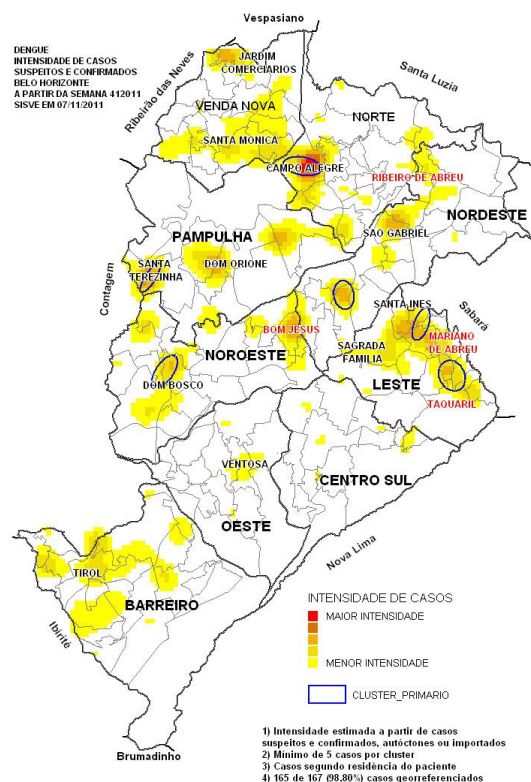 Vespasiano
DENGUE
INTENSIDADE DE CASOS
SUSPEITOS E CONFIRMADOS
BELO HORIZONTE
A PARTIR DA SEMANA 412011
SISVE EM 07/11/2011
Ribeirão das Neves
JARDIM
COMERCIARIOS
Santa Luzia
VENDA NOVA
NORTE
SANTA MONICA
CAMPO ALEGRE
RIBEIRO DE ABREU
NORDESTE
PAMPULHA
SAO GABRIEL
SANTA
TEREZINHA
DOM ORIONE
Contagem
SANTA INES
Sabará
BOM JESUS
MARIANO
DE ABREU
NOROESTE
SAGRADA
FAMILIA
DOM BOSCO
LESTE
TAQUARIL
VENTOSA
CENTRO SUL
OESTE
Nova Lima
TIROL
BARREIRO
Ibirité
INTENSIDADE DE CASOS
MAIOR INTENSIDADE
MENOR INTENSIDADE
CLUSTER_PRIMARIO
Brumadinho
1) Intensidade estimada a partir de casos
suspeitos e confirmados, autóctones ou importados
2) Mínimo de 5 casos por cluster
3) Casos segundo residência do paciente
4) 165 de 167 (98.80%) casos georreferenciados